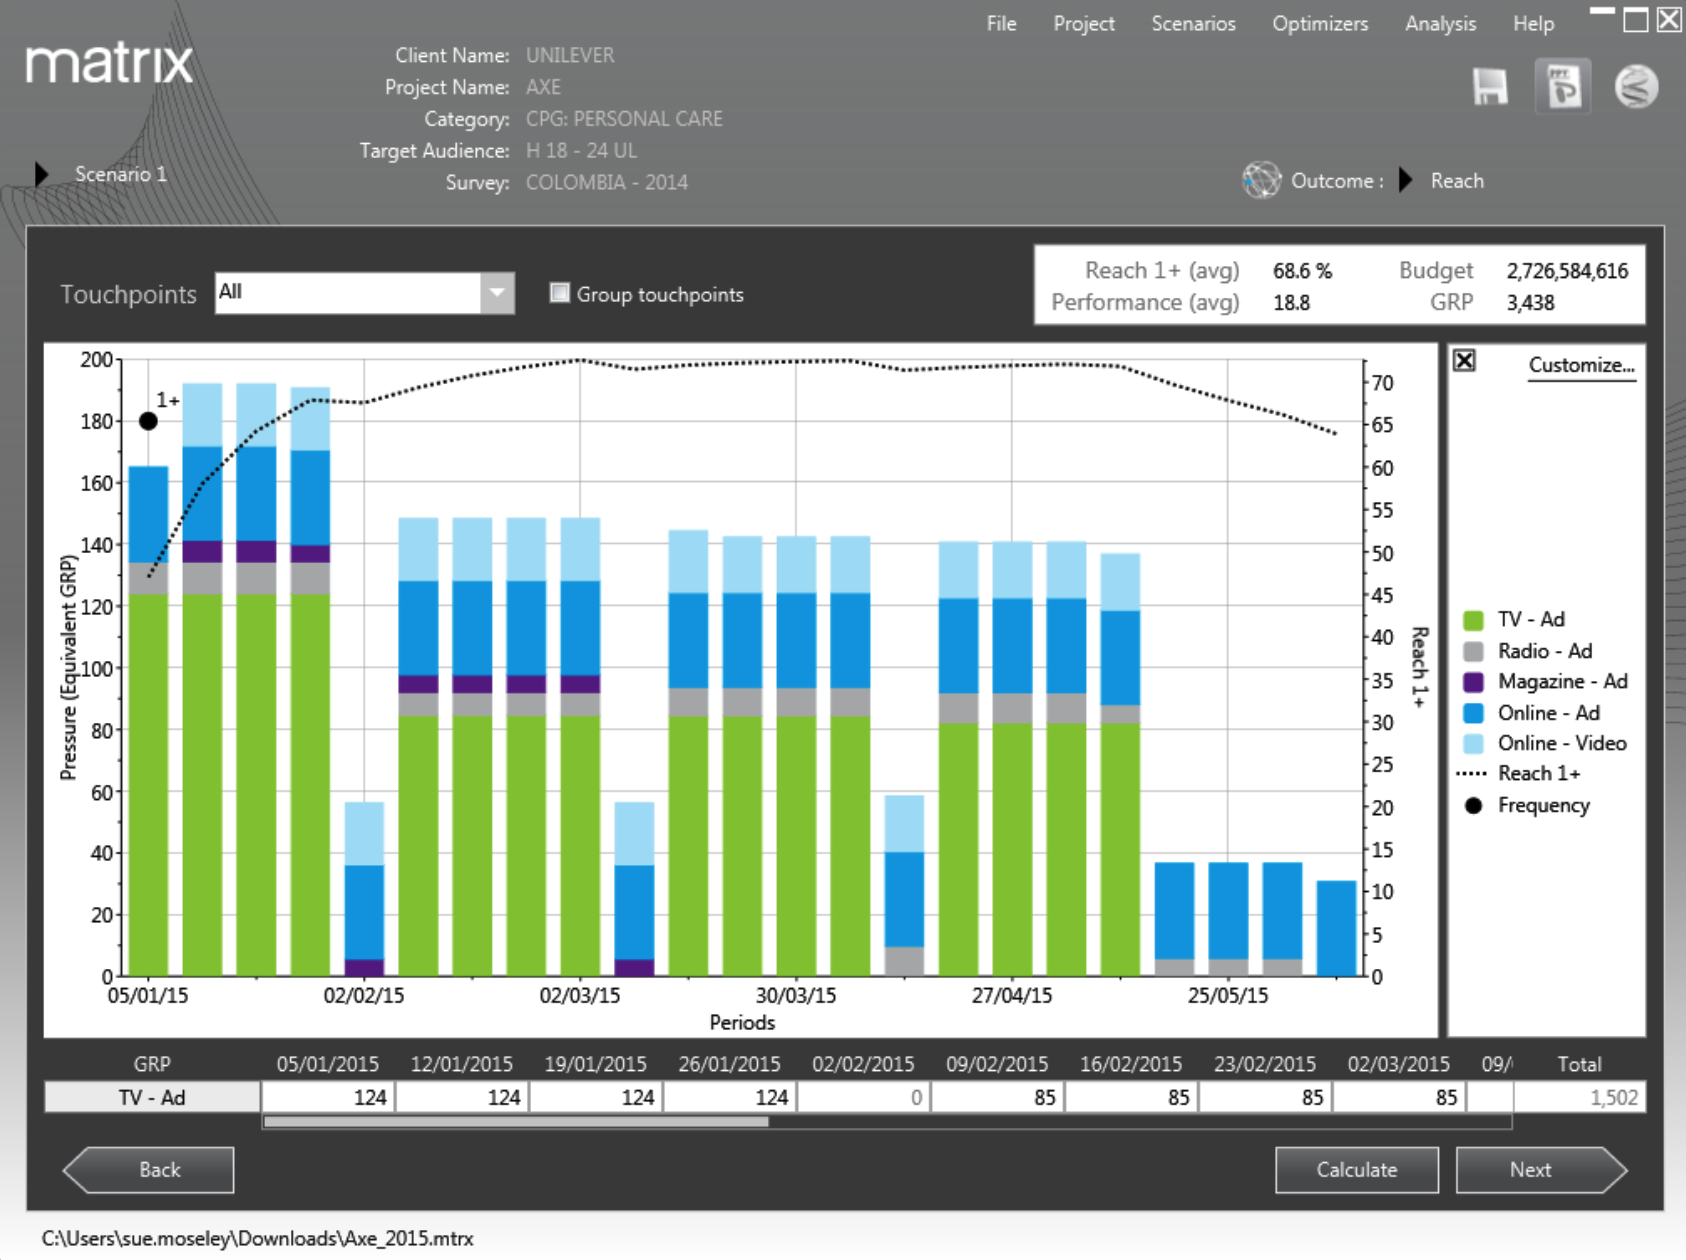 File Project Scenarios Optimizers Analysis Help
matrix
Client Name: UNILEVER
Project Name: AXE
Category: CPG: PERSONAL CARE
Target Audience: H 18 - 24 UL
Survey: COLOMBIA - 2014
PPT
Scenario 1
Outcome : Reach
Touchpoints All Group touchpoints
Reach 1+ (avg) 68.6 % Budget 2,726,584,616
Performance (avg) 18.8 GRP 3,438
Customize...
200
180
160
140
120
100
80
60
40
20
0
Pressure (Equivalent GRP)
1+
70
65
60
55
50
45
40
35
30
25
20
15
10
5
0
Reach 1+
05/01/15 02/02/15 02/03/15 30/03/15 27/04/15 25/05/15
Periods
TV - Ad
Radio - Ad
Magazine - Ad
Online - Ad
Online - Video
Reach 1+
Frequency
GRP 05/01/2015 12/01/2015 19/01/2015 26/01/2015 02/02/2015 09/02/2015 16/02/2015 23/02/2015 02/03/2015 09/ Total
TV - Ad 124 124 124 124 0 85 85 85 85 1,502
Back Calculate Next
C:\Users\sue.moseley\Downloads\Axe_2015.mtrx